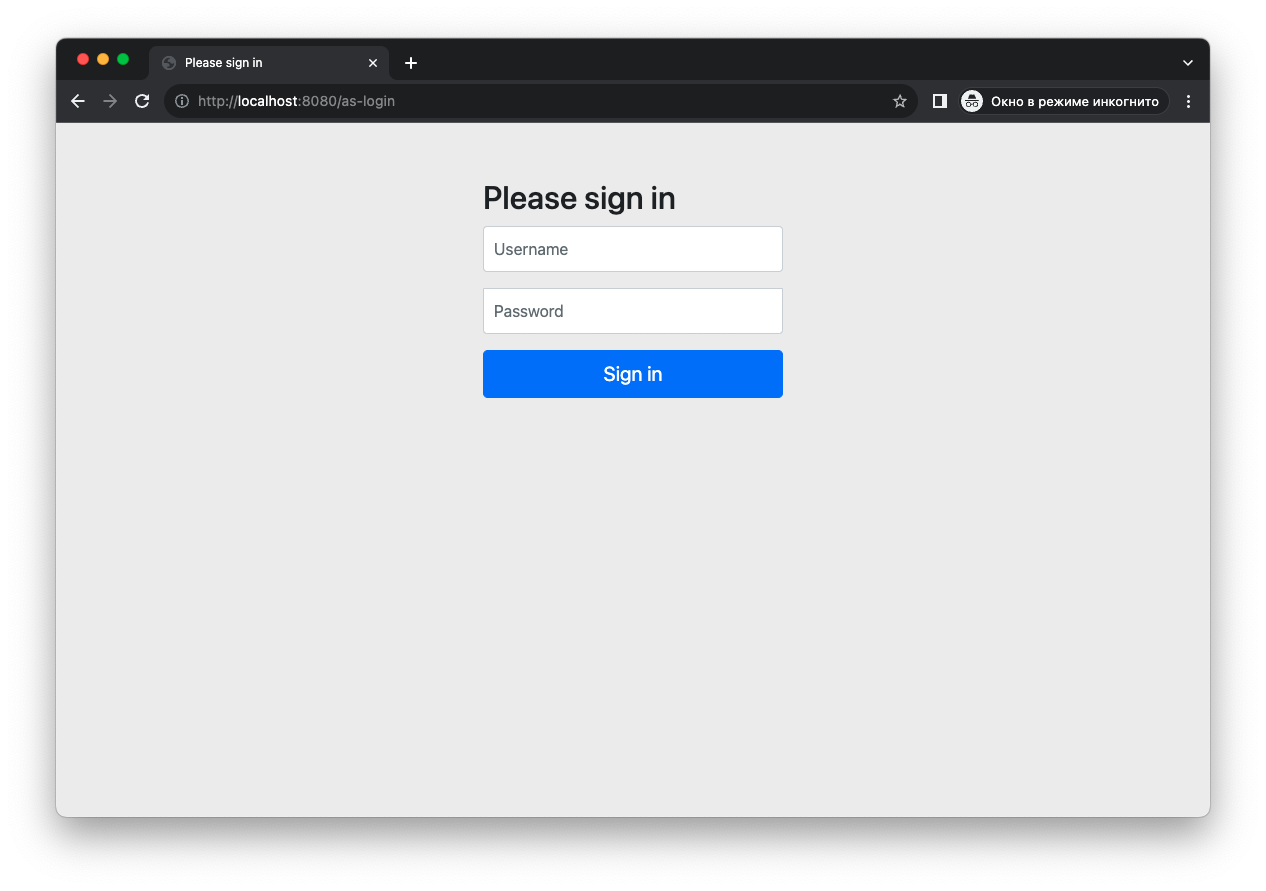 Please sign in
http://localhost:8080/as-login
Окно в режиме инкогнито
Please sign in
Username
Password
Sign in